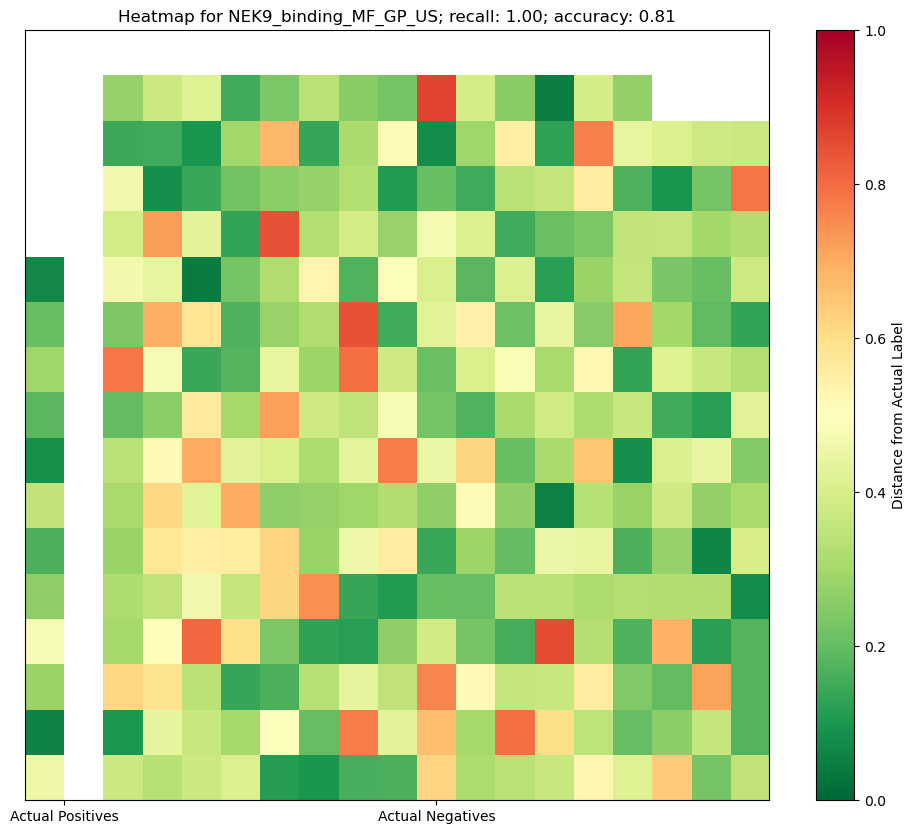 Heatmap for NEK9_binding_MF_GP_US; recall: 1.00; accuracy: 0.81
1.0
0.8
0.6
0.4
0.2
0.0
Distance from Actual Label
Actual Positives
Actual Negatives